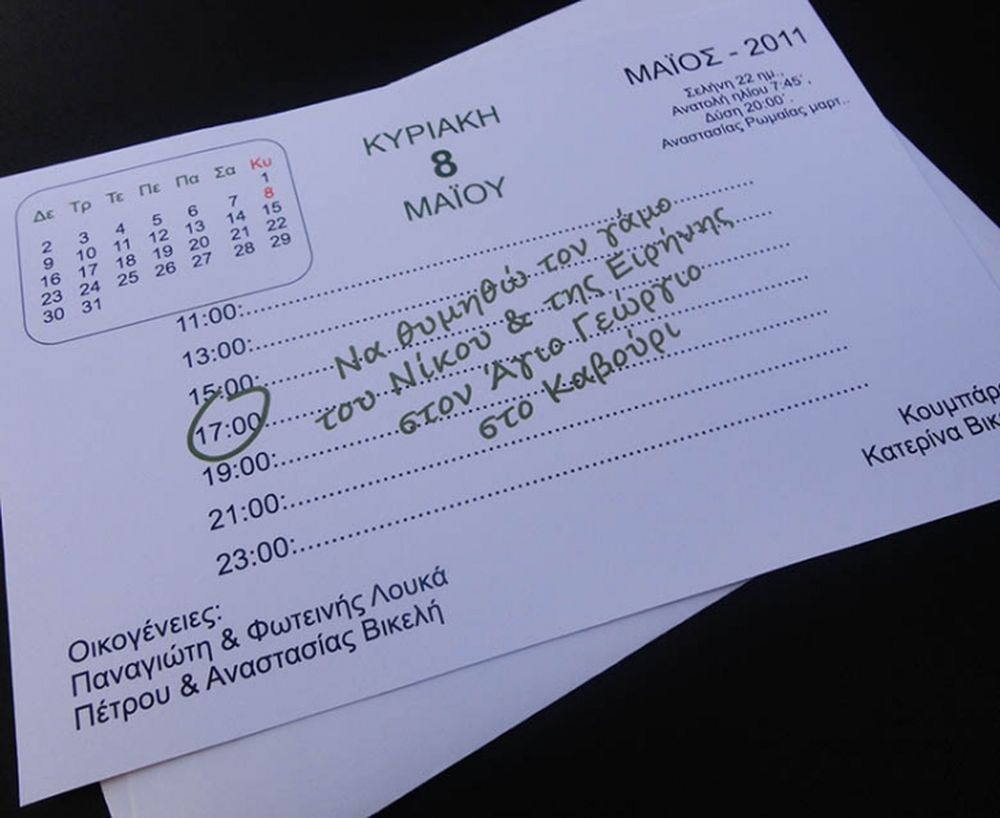 ΜΑΪΟΣ - 2011
Σελήνη 22 ημ..
Ανατολή ηλίου 7:45'.
Δύση 20:00'.
Αναστασίας Ρωμαίας μαρτ..
ΚΥΡΙΑΚΗ
8
ΜΑΪΟΥ
Δε Τρ Τε Πε Πα Σα Κυ
1
2 3 4 5 6 7 8
9 10 11 12 13 14 15
16 17 18 19 20 21 22
23 24 25 26 27 28 29
30 31
11:00:
13:00:
15:00:
17:00
19:00:
21:00:
23:00:
Να θυμηθώ τον γάμο
του Νίκου & της Ειρήνης
στον Άγιο Γεώργιο
στο Καβούρι
Κατερίνα
Οικογένειες:
Παναγιώτη & Φωτεινής Λουκά
Πέτρου & Αναστασίας Βικελή